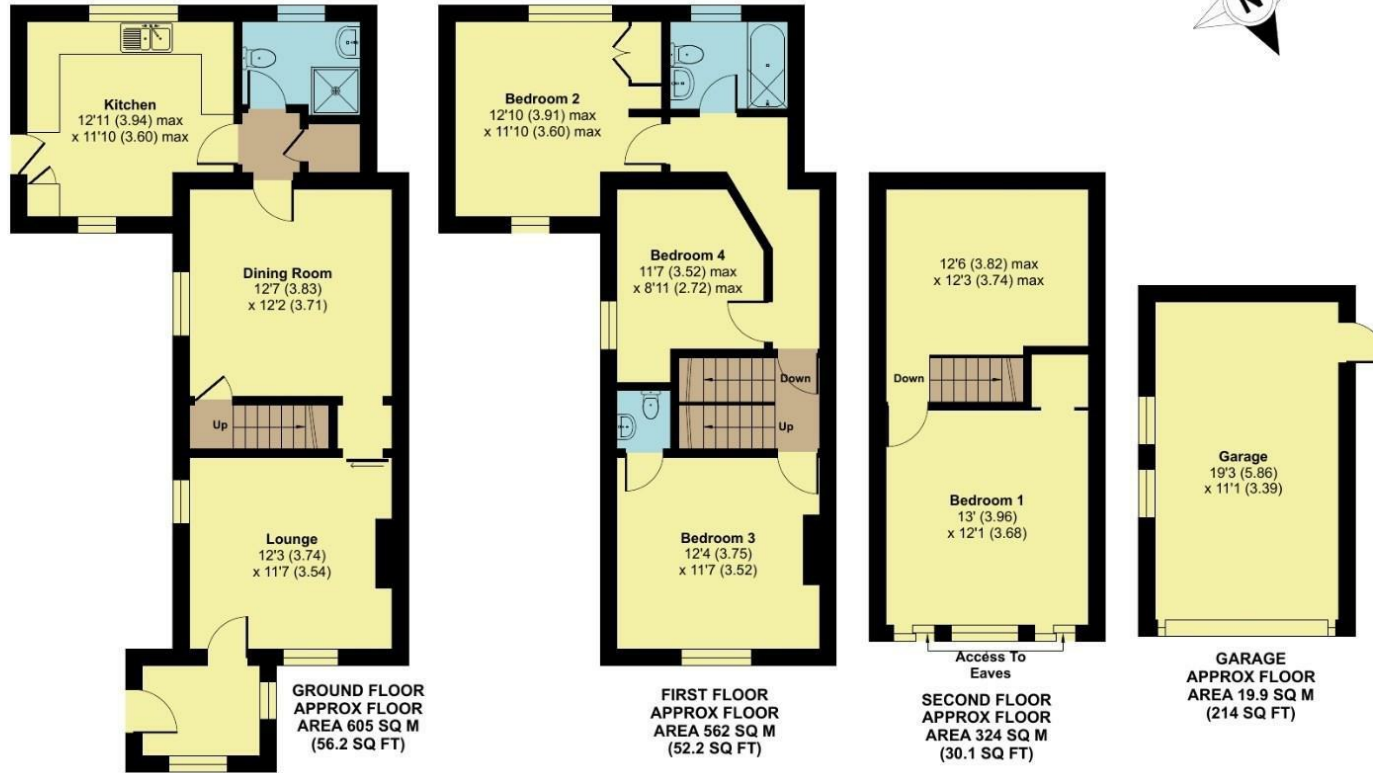 N
Kitchen
12'11 (3.94) max
x 11'10 (3.60) max
Dining Room
12'7 (3.83)
x 12'2 (3.71)
Up
Lounge
12'3 (3.74)
x 11'7 (3.54)
GROUND FLOOR
APPROX FLOOR
AREA 605 SQ M
(56.2 SQ FT)
Bedroom 2
12'10 (3.91) max
x 11'10 (3.60) max
Bedroom 4
11'7 (3.52) max
x 8'11 (2.72) max
Down
Up
Bedroom 3
12'4 (3.75)
x 11'7 (3.52)
FIRST FLOOR
APPROX FLOOR
AREA 562 SQ M
(52.2 SQ FT)
12'6 (3.82) max
x 12'3 (3.74) max
Down
Bedroom 1
13' (3.96)
x 12'1 (3.68)
Access To
Eaves
SECOND FLOOR
APPROX FLOOR
AREA 324 SQ M
(30.1 SQ FT)
Garage
19'3 (5.86)
x 11'1 (3.39)
GARAGE
APPROX FLOOR
AREA 19.9 SQ M
(214 SQ FT)